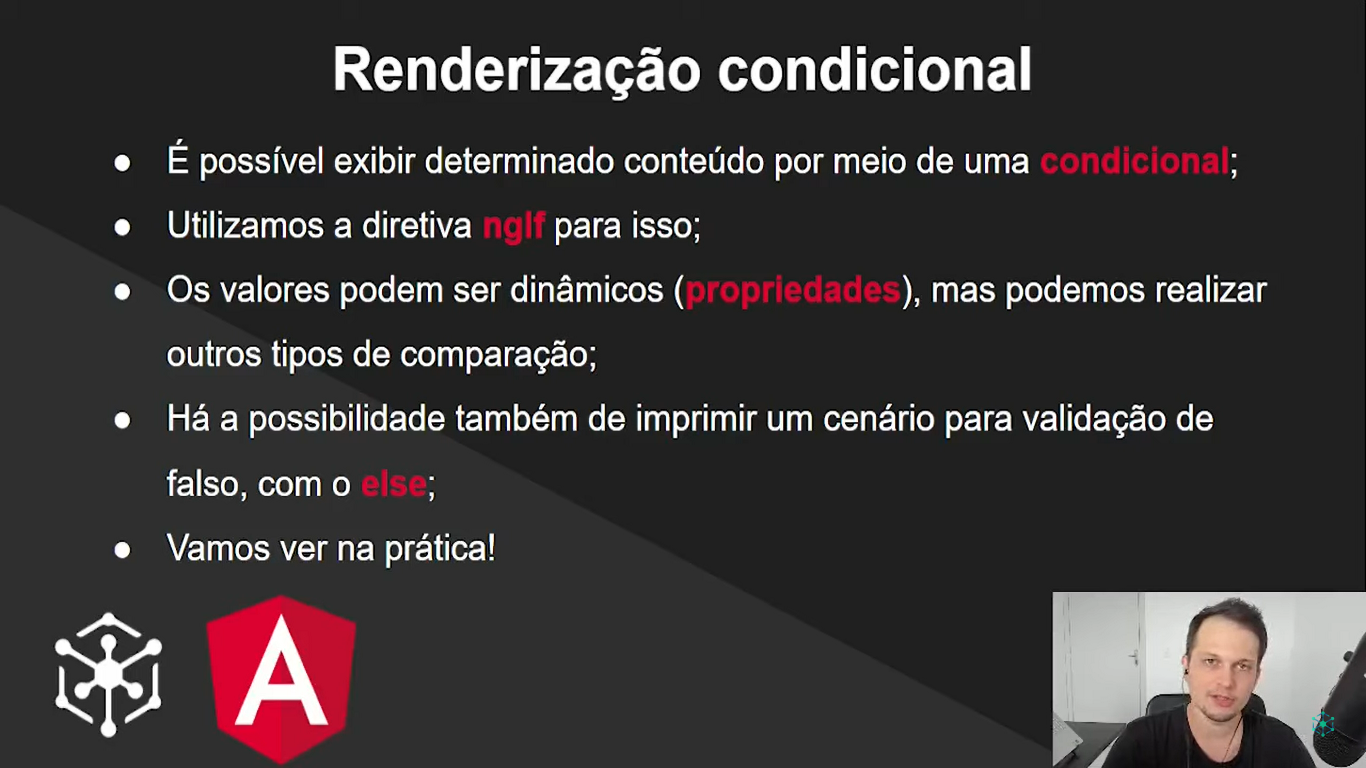 Renderização condicional
● É possível exibir determinado conteúdo por meio de uma condicional;
● Utilizamos a diretiva ngIf para isso;
● Os valores podem ser dinâmicos (propriedades), mas podemos realizar
outros tipos de comparação;
● Há a possibilidade também de imprimir um cenário para validação de
falso, com o else;
● Vamos ver na prática!
A